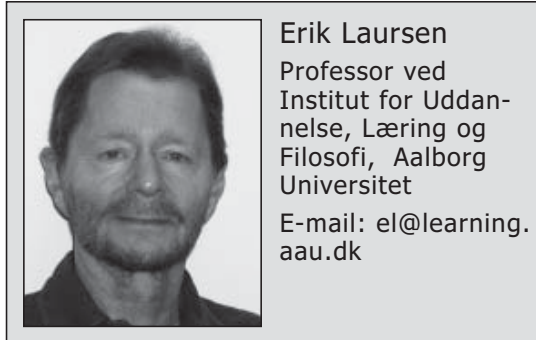 Erik Laursen
Professor ved
Institut for Uddan-
nelse, Læring og
Filosofi, Aalborg
Universitet
E-mail: el@learning.
aau.dk